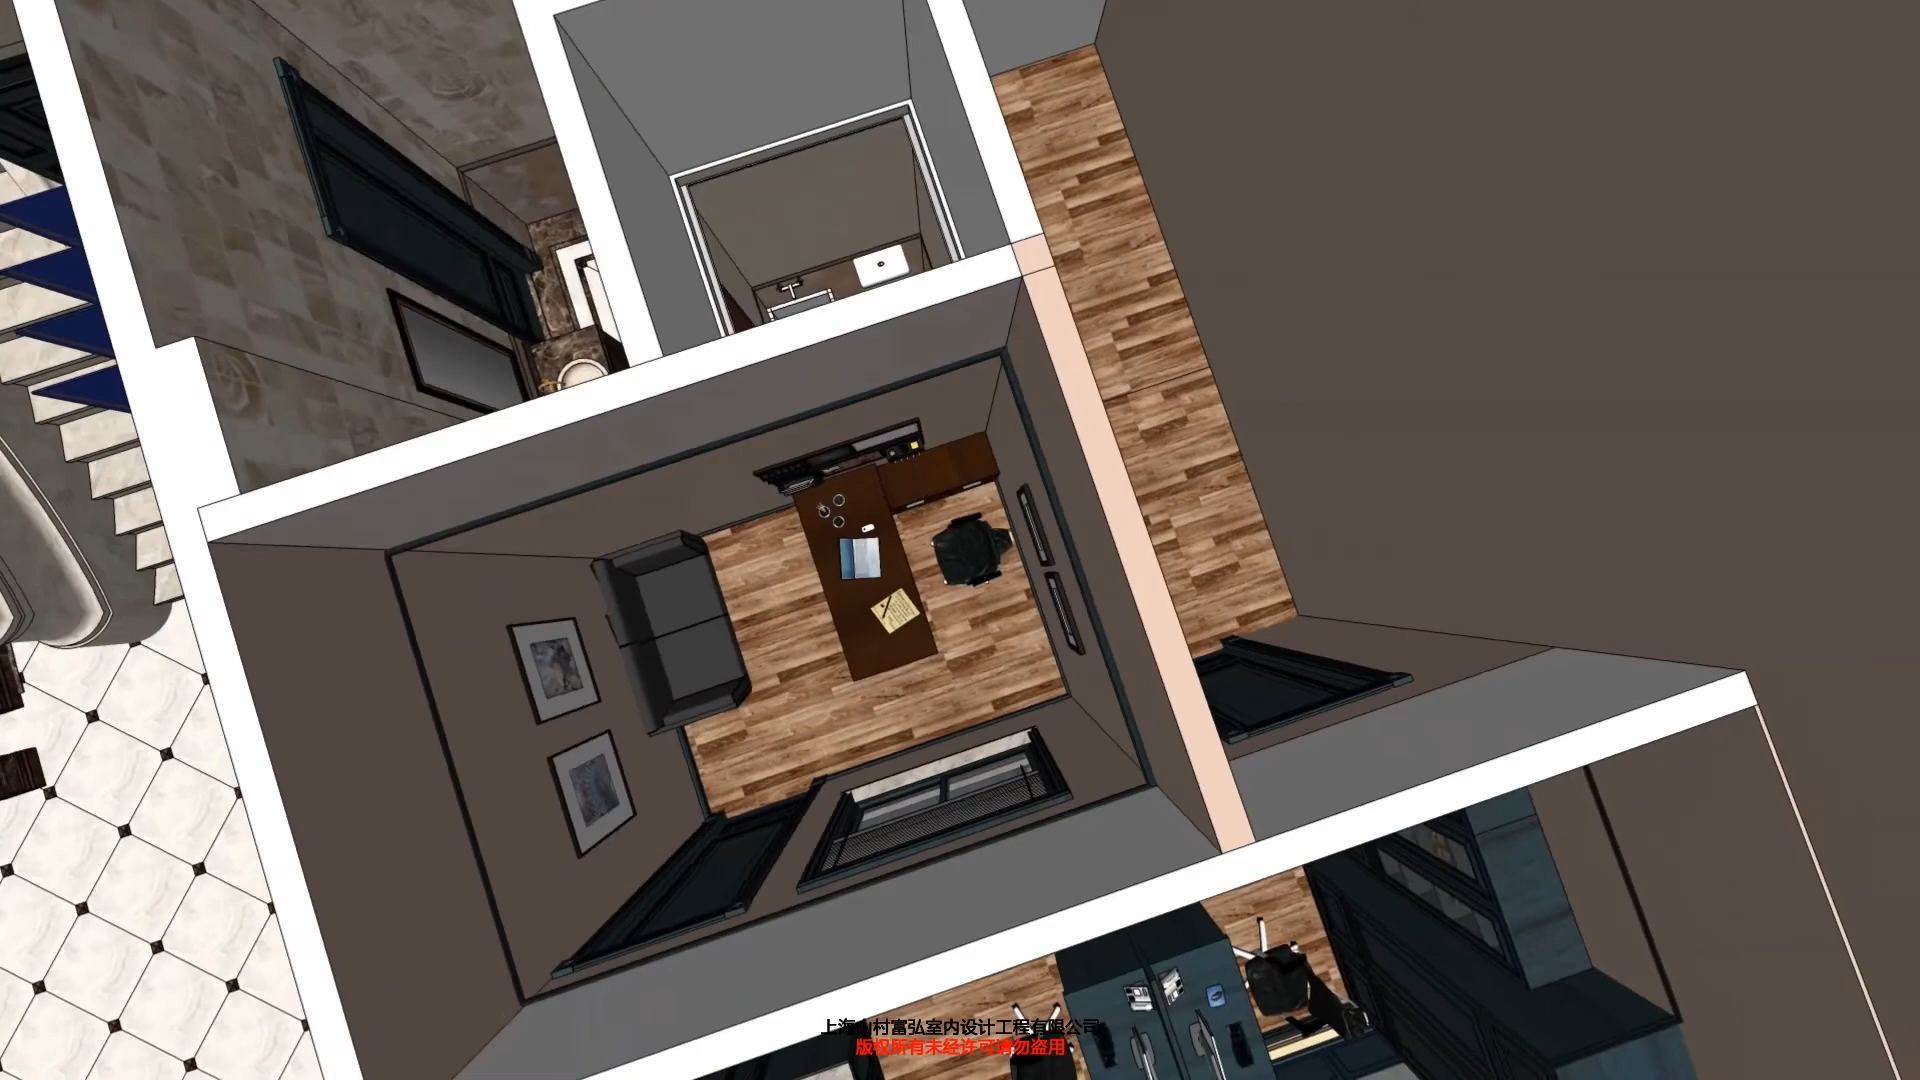 上海山村富弘室内设计工程有限公司
版权所有未经许可请勿盗用